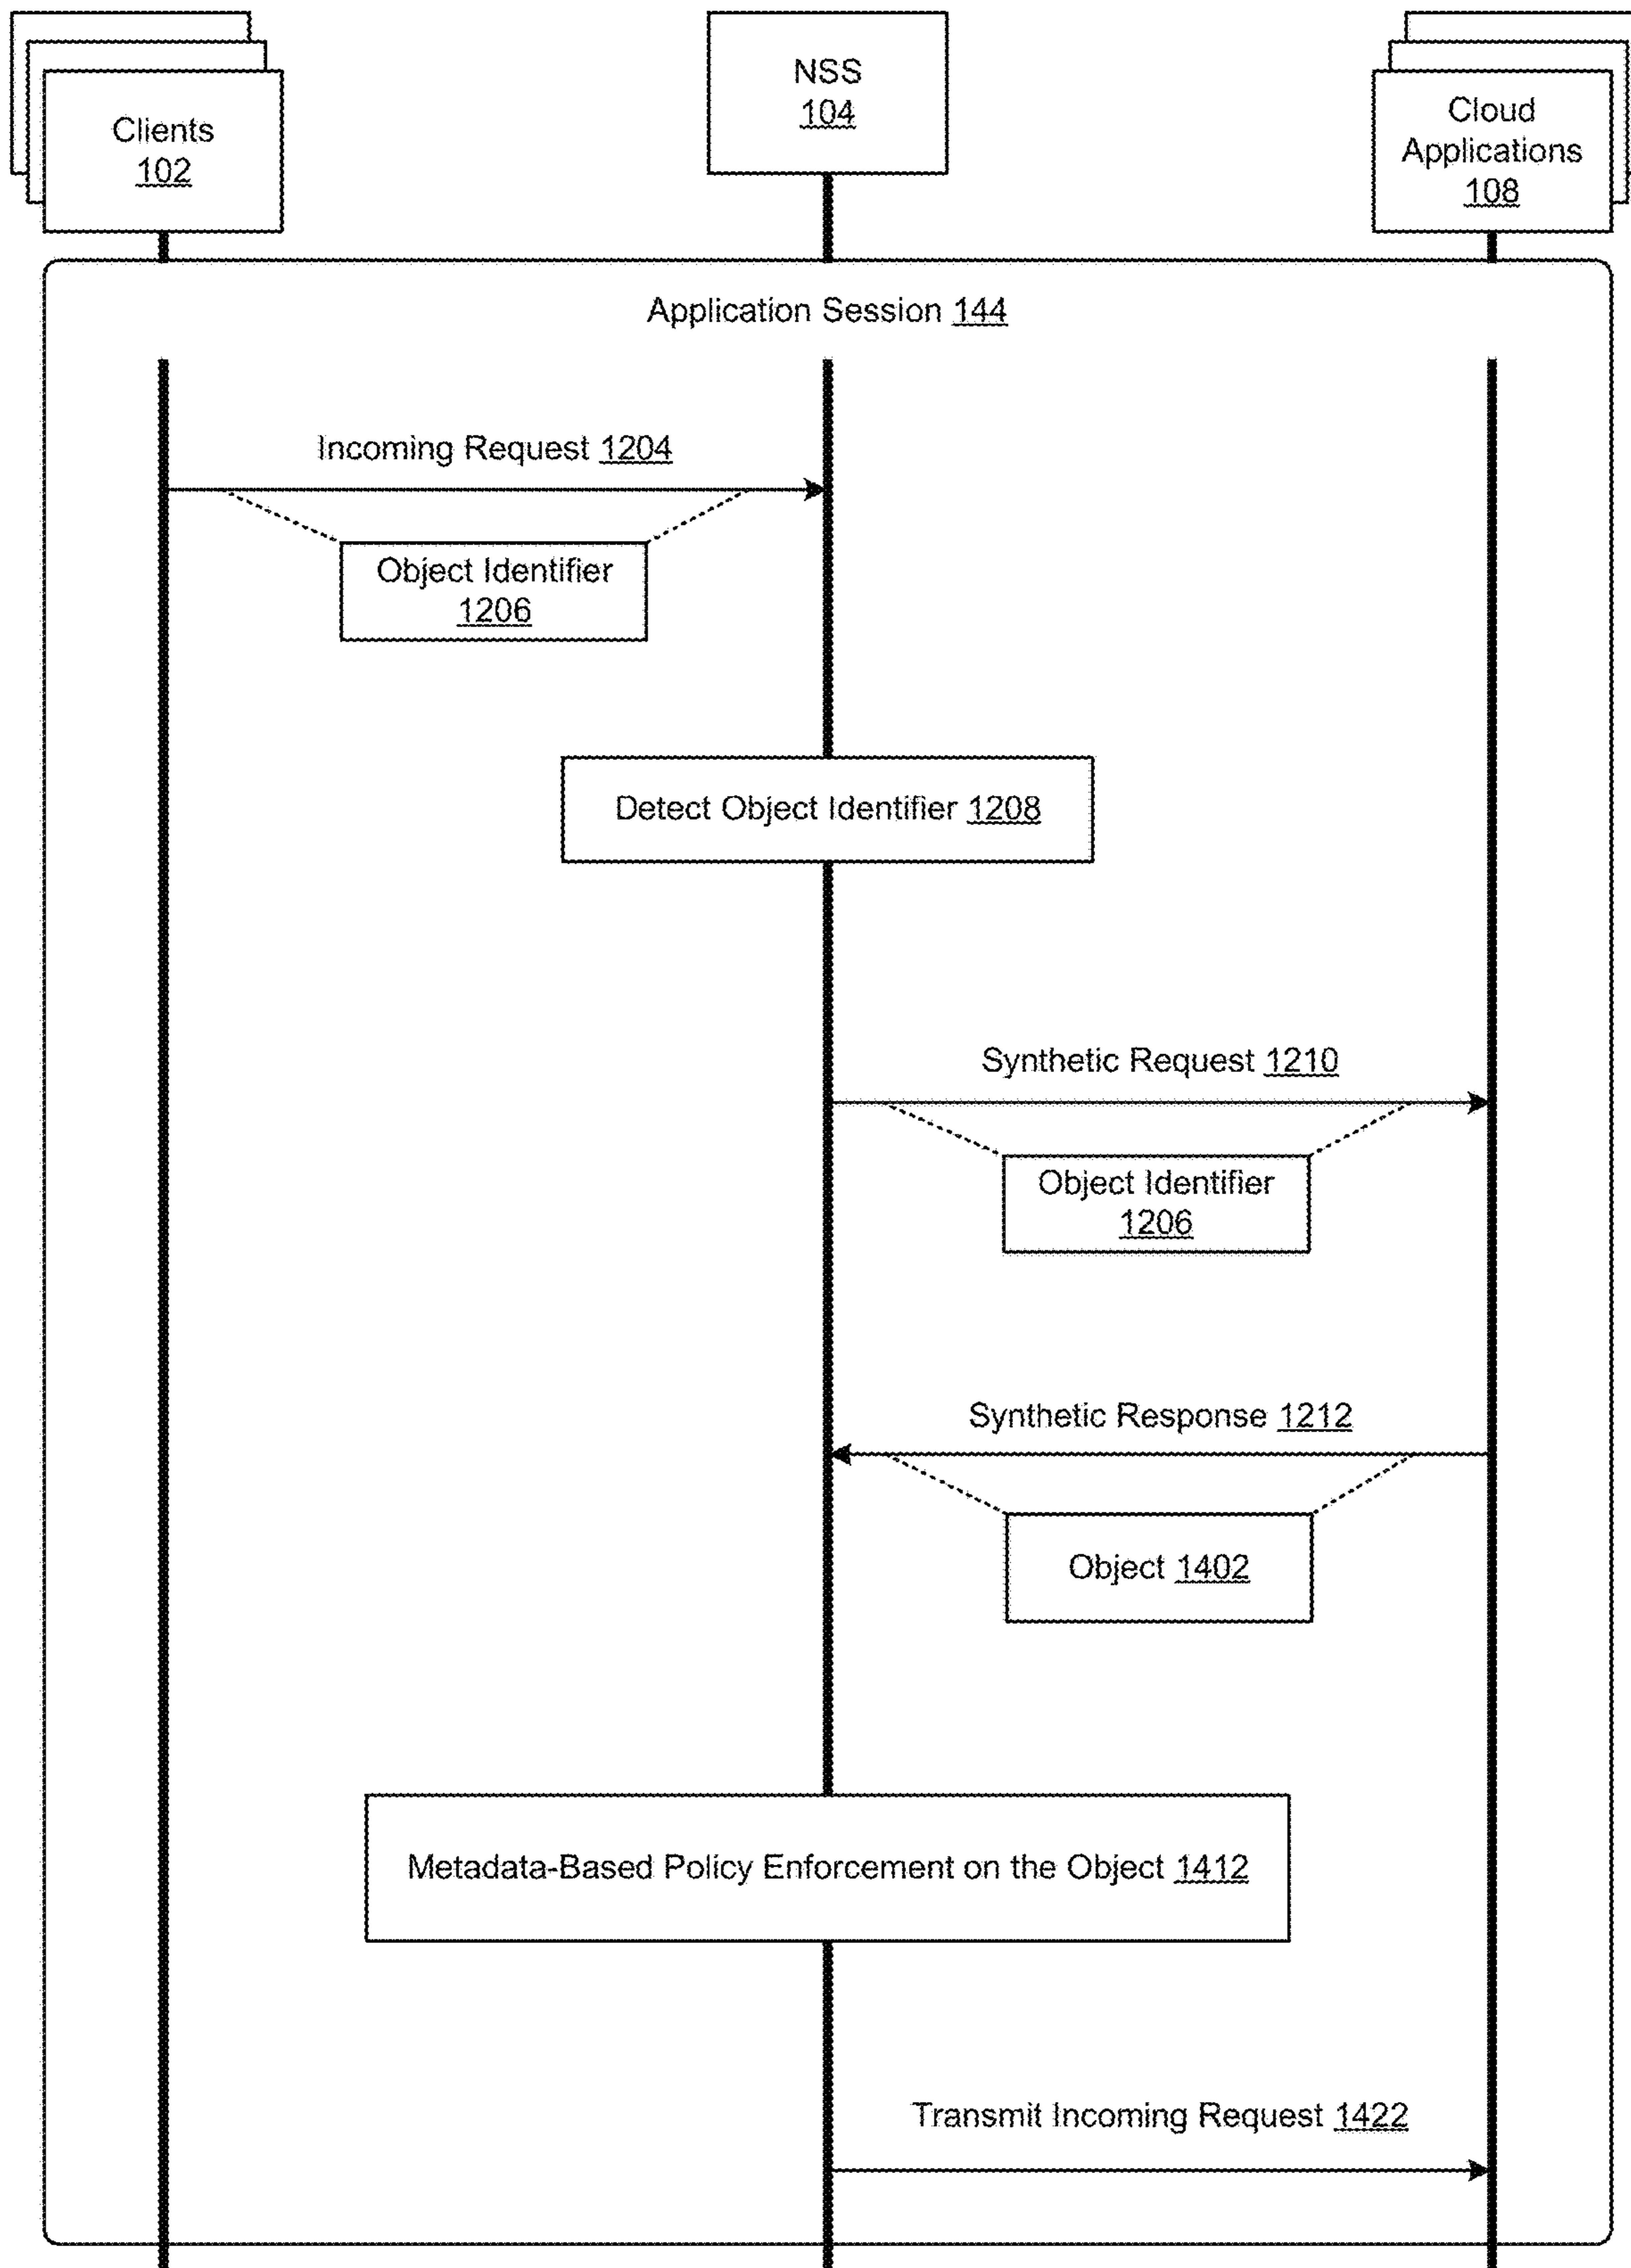 Clients
102
NSS
104
Cloud
Applications
108
Application Session 144
Incoming Request 1204
Object Identifier
1206
Detect Object Identifier 1208
Synthetic Request 1210
Object Identifier
1206
Synthetic Response 1212
Object 1402
Metadata-Based Policy Enforcement on the Object 1412
Transmit Incoming Request 1422